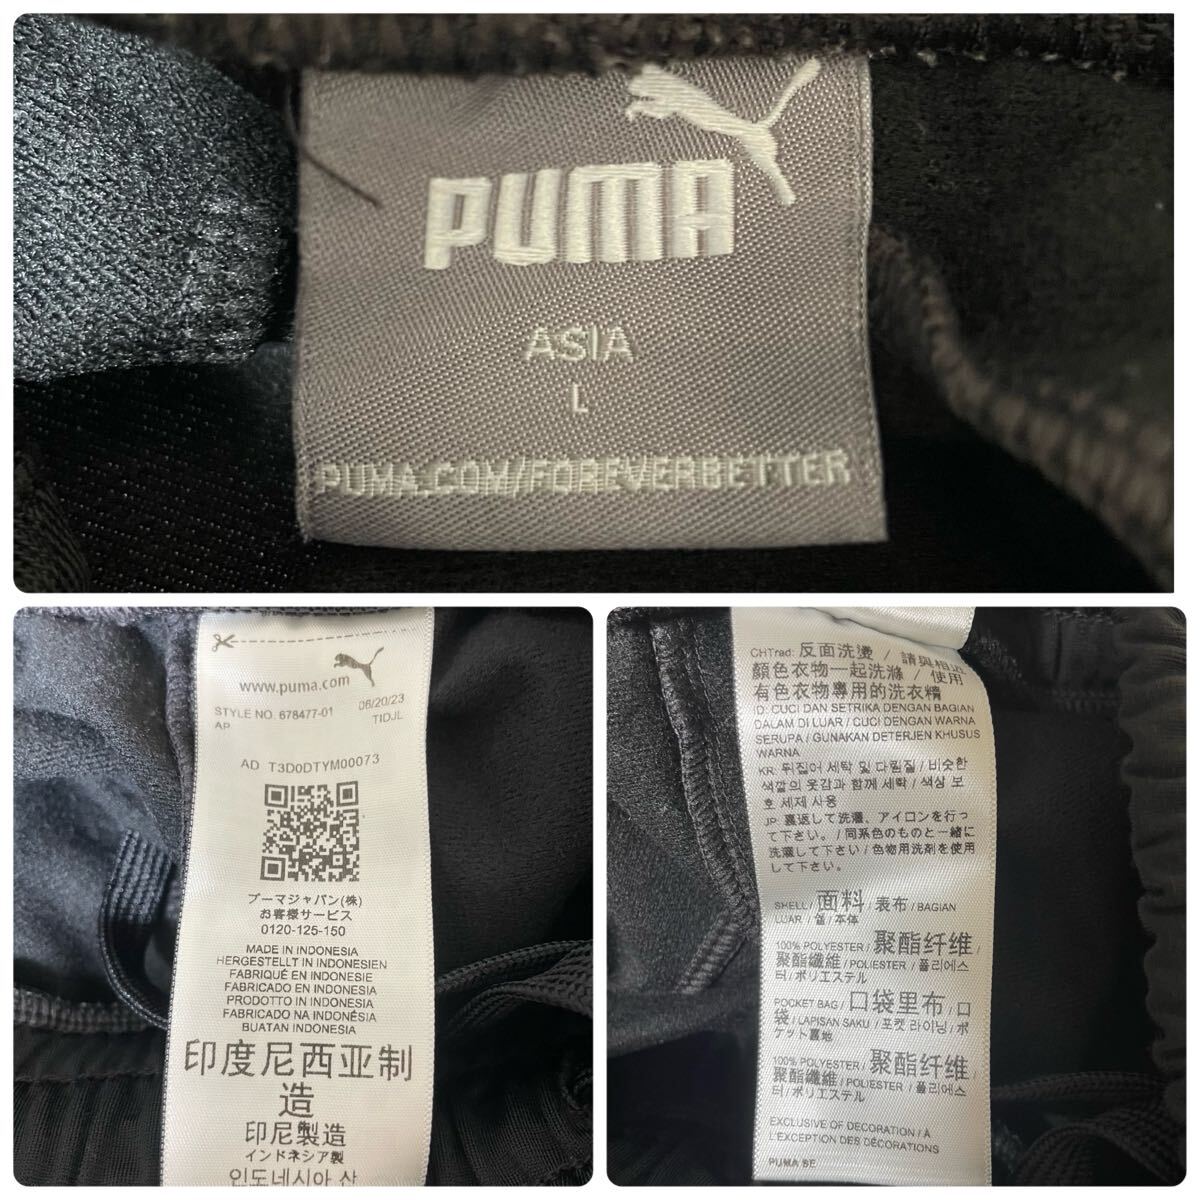 PUMA
ASIA
L
PUMA.COM/FOREVERBETTER
www.puma.com
STYLE NO. 678477-01 06/20/23
AP TIDJL
AD T3D0DTYM00073
プーマジャパン(株)
お客様サービス
0120-125-150
MADE IN INDONESIA
HERGESTELLT IN INDONESIEN
FABRIQUÉ EN INDONESIE
FABRICADO EN INDONESIA
PRODOTTO IN INDONESIA
FABRICADO NA INDONÉSIA
BUATAN INDONESIA
印度尼西亚制
造
印尼製造
インドネシア製
인도네시아 산
CHTrad: 反面洗燙 / 請與相近
顏色衣物一起洗滌 / 使用
有色衣物專用的洗衣精
ID: CUCI DAN SETRIKA DENGAN BAGIAN
DALAM DI LUAR / CUCI DENGAN WARNA
SERUPA / GUNAKAN DETERJEN KHUSUS
WARNA
KR: 뒤집어 세탁 및 다림질 / 비슷한
색깔의 옷감과 함께 세탁 / 색상 보
호 세제 사용
JP: 裏返して洗濯、アイロンを行っ
て下さい。/ 同系色のものと一緒に
洗濯して下さい / 色物用洗剤を使用
して下さい。
SHELL / 面料 / 表布 / BAGIAN
LUAR / 겉 / 本体
100% POLYESTER / 聚酯纤维 /
聚酯纖維 / POLIESTER / 폴리에스
터 / ポリエステル
POCKET BAG / 口袋里布 / 口
袋 / LAPISAN SAKU / 포켓 라이닝 / ポ
ケット裏地
100% POLYESTER / 聚酯纤维 /
聚酯纖維 / POLIESTER / 폴리에스
터 / ポリエステル
EXCLUSIVE OF DECORATION / À
L'EXCEPTION DES DÉCORATIONS
PUMA SE